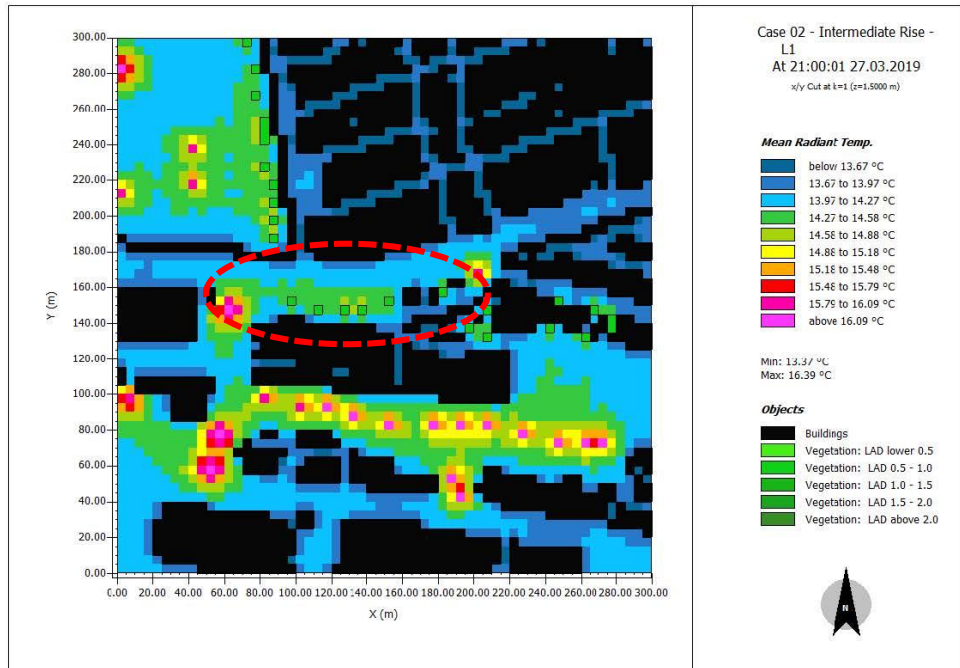 Case 02 - Intermediate Rise -
L1
At 21:00:01 27.03.2019
x/y Cut at k=1 (z=1.5000 m)
Mean Radiant Temp.
below 13.67 °C
13.67 to 13.97 °C
13.97 to 14.27 °C
14.27 to 14.58 °C
14.58 to 14.88 °C
14.88 to 15.18 °C
15.18 to 15.48 °C
15.48 to 15.79 °C
15.79 to 16.09 °C
above 16.09 °C
Min: 13.37 °C
Max: 16.39 °C
Objects
Buildings
Vegetation: LAD lower 0.5
Vegetation: LAD 0.5 - 1.0
Vegetation: LAD 1.0 - 1.5
Vegetation: LAD 1.5 - 2.0
Vegetation: LAD above 2.0
N
300.00
280.00
260.00
240.00
220.00
200.00
180.00
160.00
140.00
120.00
100.00
80.00
60.00
40.00
20.00
0.00
Y (m)
0.00 20.00 40.00 60.00 80.00 100.00 120.00 140.00 160.00 180.00 200.00 220.00 240.00 260.00 280.00 300.00
X (m)